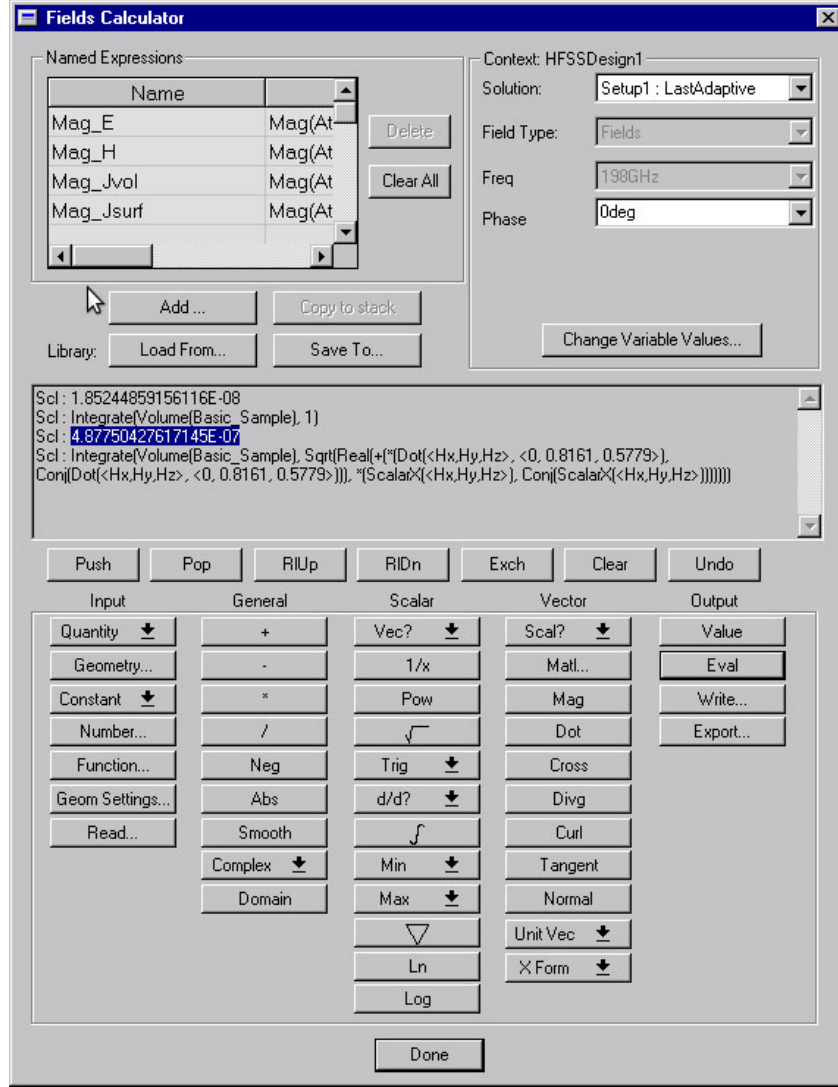 Fields Calculator
Named Expressions
Name
Mag_E Mag(At
Mag_H Mag(At
Mag_Jvol Mag(At
Mag_Jsurf Mag(At
Delete
Clear All
Add ... Copy to stack
Library: Load From... Save To...
Context: HFSSDesign1
Solution: Setup1 : LastAdaptive
Field Type: Fields
Freq 198GHz
Phase 0deg
Change Variable Values...
Scl : 1.85244859156116E-08
Scl : Integrate(Volume(Basic_Sample), 1)
Scl : 4.87750427617145E-07
Scl : Integrate(Volume(Basic_Sample), Sqrt(Real(+(*(Dot(<Hx,Hy,Hz>, <0, 0.8161, 0.5779>),
Conj(Dot(<Hx,Hy,Hz>, <0, 0.8161, 0.5779>))), *(ScalarX(<Hx,Hy,Hz>), Conj(ScalarX(<Hx,Hy,Hz>)))))))
Push Pop RlUp RlDn Exch Clear Undo
Input General Scalar Vector Output
Quantity + Vec? Scal? Value
Geometry... - 1/x Matl... Eval
Constant * Pow Mag Write...
Number... / √ Dot Export...
Function... Neg Trig Cross
Geom Settings... Abs d/d? Divg
Read... Smooth ∫ Curl
Complex Min Tangent
Domain Max Normal
▽ Unit Vec
Ln X Form
Log
Done